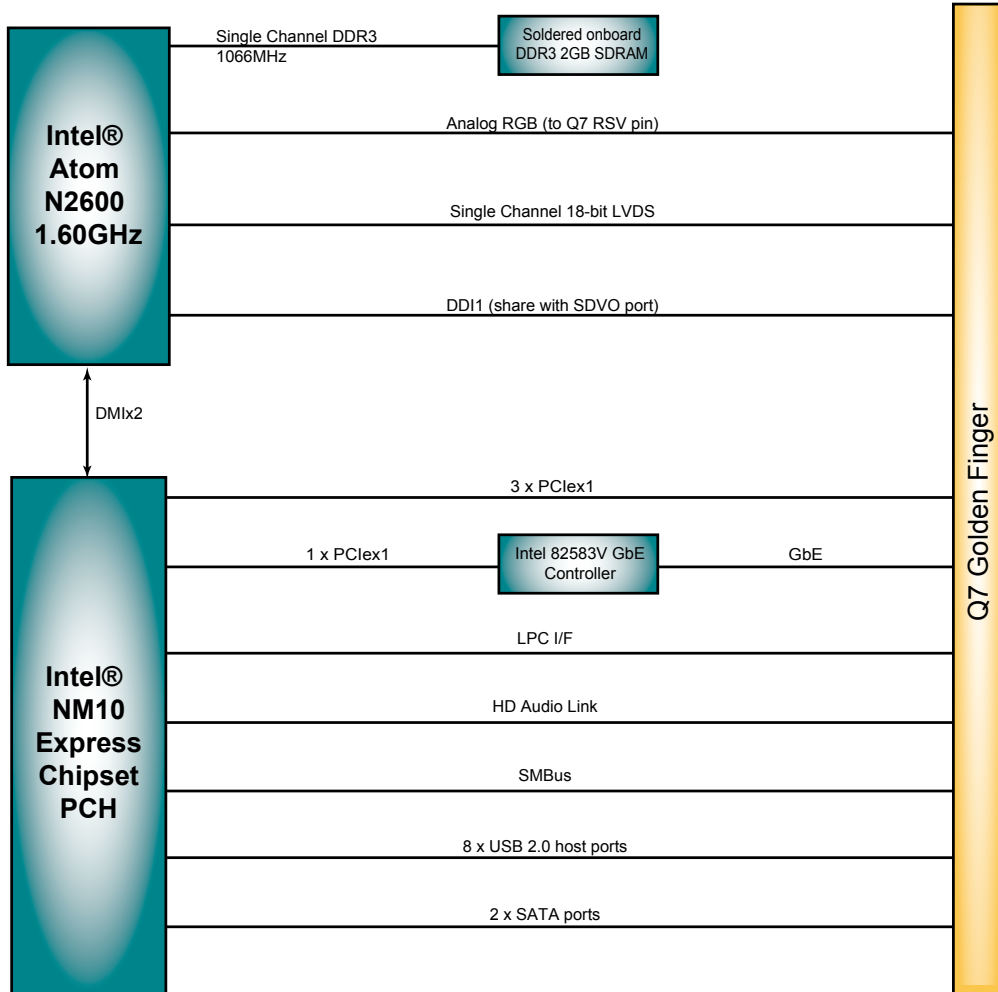 Single Channel DDR3
1066MHz
Soldered onboard
DDR3 2GB SDRAM
Intel®
Atom
N2600
1.60GHz
Analog RGB (to Q7 RSV pin)
Single Channel 18-bit LVDS
DDI1 (share with SDVO port)
DMIx2
Q7 Golden Finger
3 x PCIex1
1 x PCIex1
Intel 82583V GbE
Controller
GbE
LPC I/F
Intel®
NM10
Express
Chipset
PCH
HD Audio Link
SMBus
8 x USB 2.0 host ports
2 x SATA ports